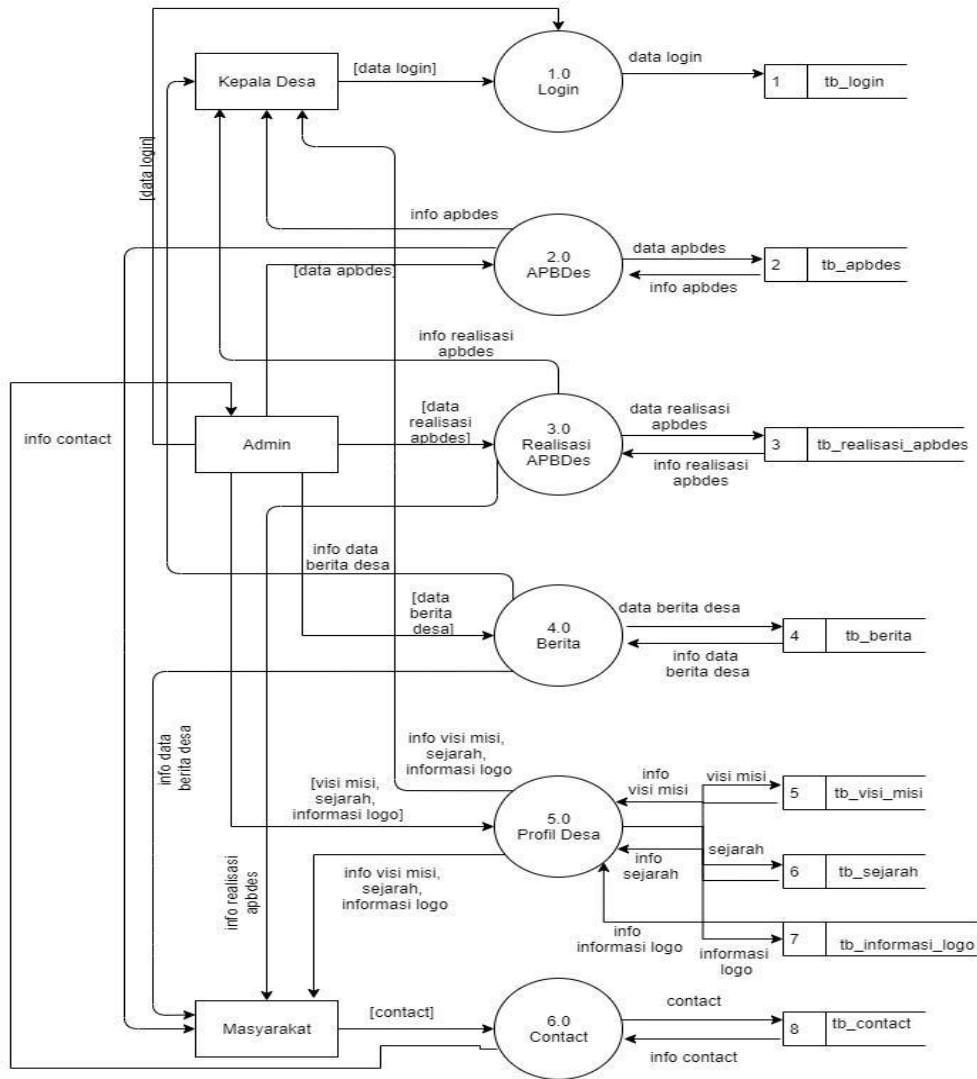 Kepala Desa
[data login]
1.0
Login
data login
1
tb_login
[data login]
info apbdes
[data apbdes]
2.0
APBDes
data apbdes
info apbdes
2
tb_apbdes
info realisasi
apbdes
info contact
Admin
[data
realisasi
apbdes]
3.0
Realisasi
APBDes
data realisasi
apbdes
info realisasi
apbdes
3
tb_realisasi_apbdes
info data
berita desa
[data
berita
desa]
4.0
Berita
data berita desa
info data
berita desa
4
tb_berita
info data
berita desa
info visi misi,
sejarah,
informasi logo
[visi misi,
sejarah,
informasi logo]
5.0
Profil Desa
info
visi misi
visi misi
5
tb_visi_misi
info
sejarah
sejarah
6
tb_sejarah
info
informasi logo
informasi
logo
7
tb_informasi_logo
info visi misi,
sejarah,
informasi logo
info realisasi
apbdes
Masyarakat
[contact]
6.0
Contact
contact
info contact
8
tb_contact